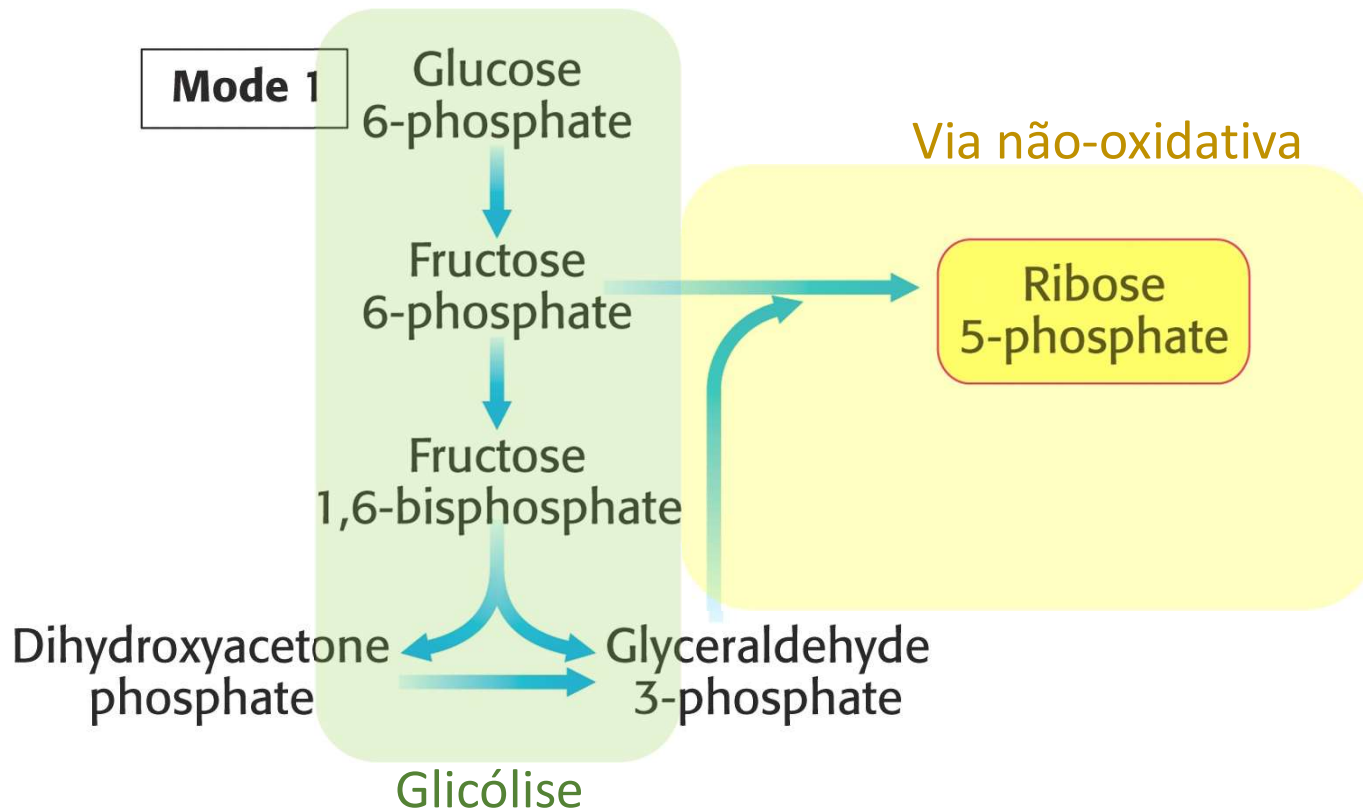 Mode 1
Glucose
6-phosphate
Via não-oxidativa
Fructose
6-phosphate
Ribose
5-phosphate
Fructose
1,6-bisphosphate
Dihydroxyacetone
phosphate
Glyceraldehyde
3-phosphate
Glicólise